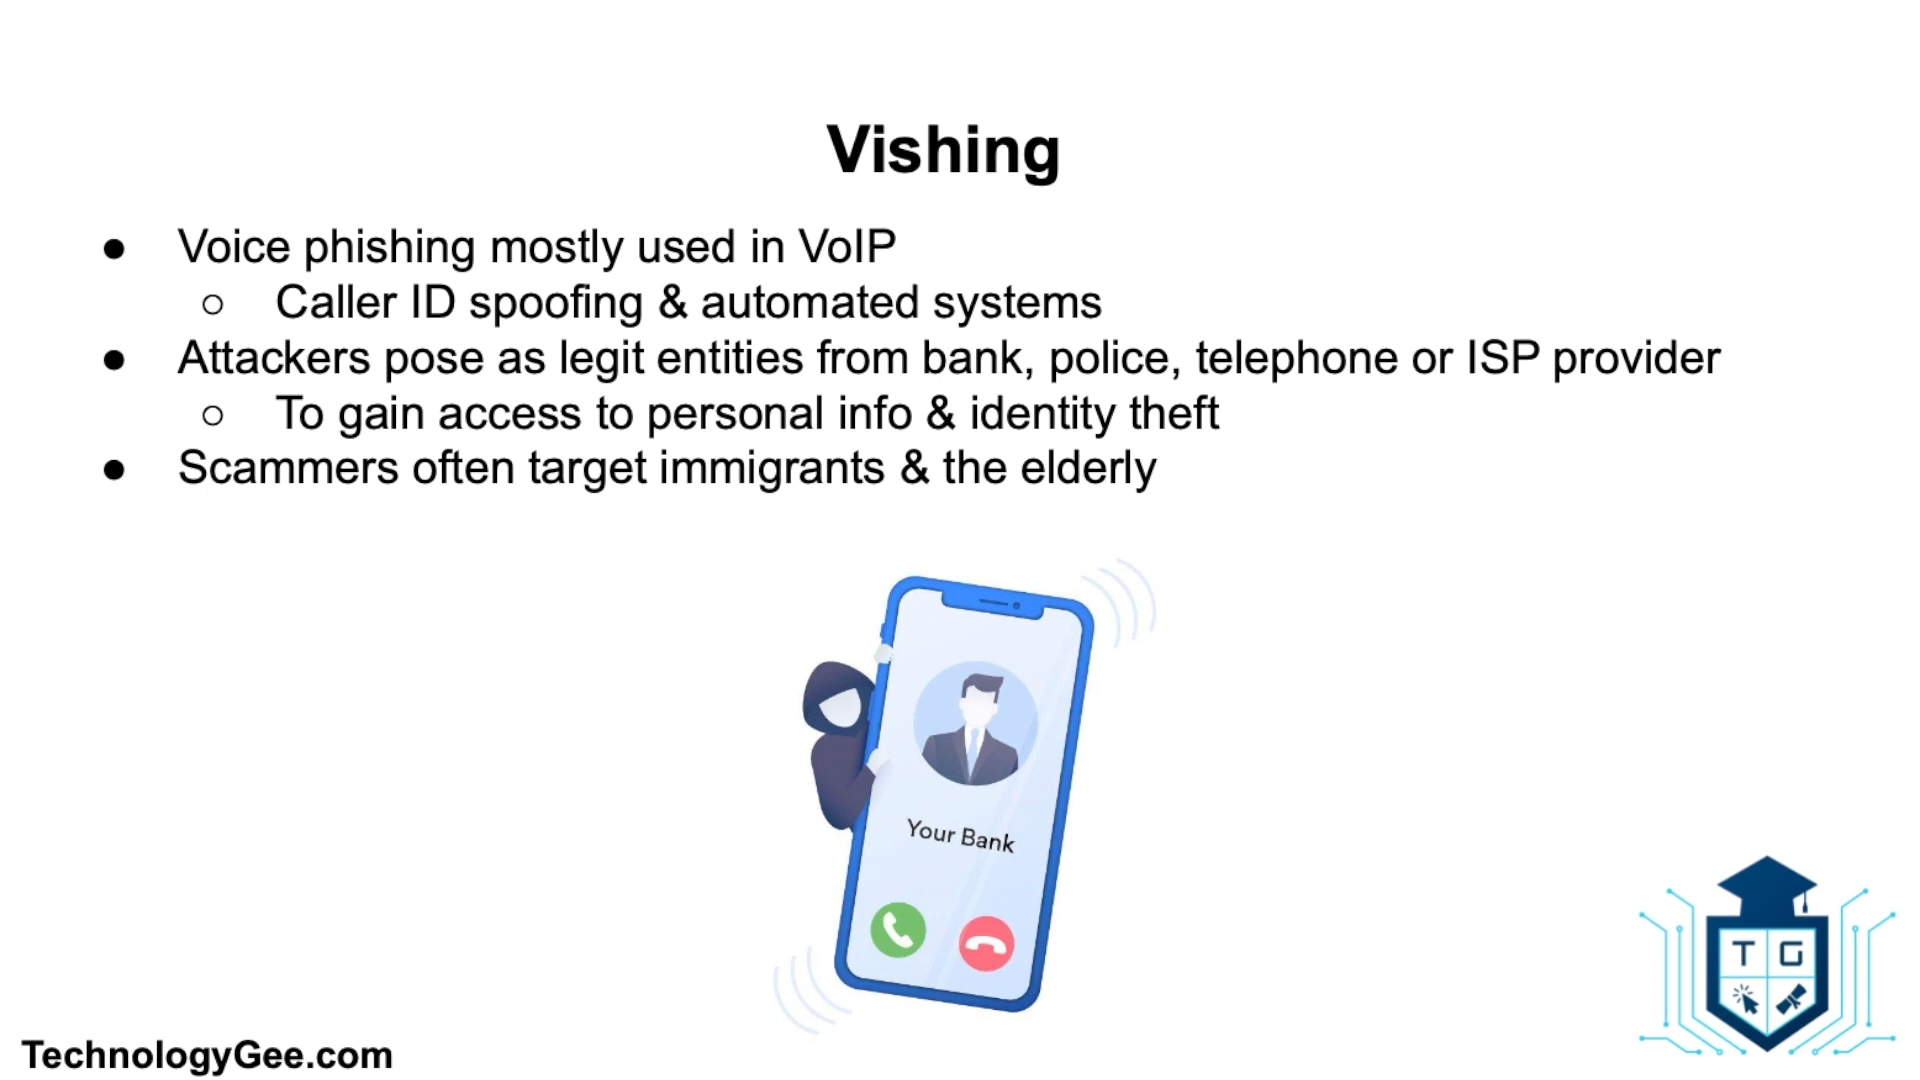 Vishing
● Voice phishing mostly used in VoIP
○ Caller ID spoofing & automated systems
● Attackers pose as legit entities from bank, police, telephone or ISP provider
○ To gain access to personal info & identity theft
● Scammers often target immigrants & the elderly
Your Bank
T G
TechnologyGee.com